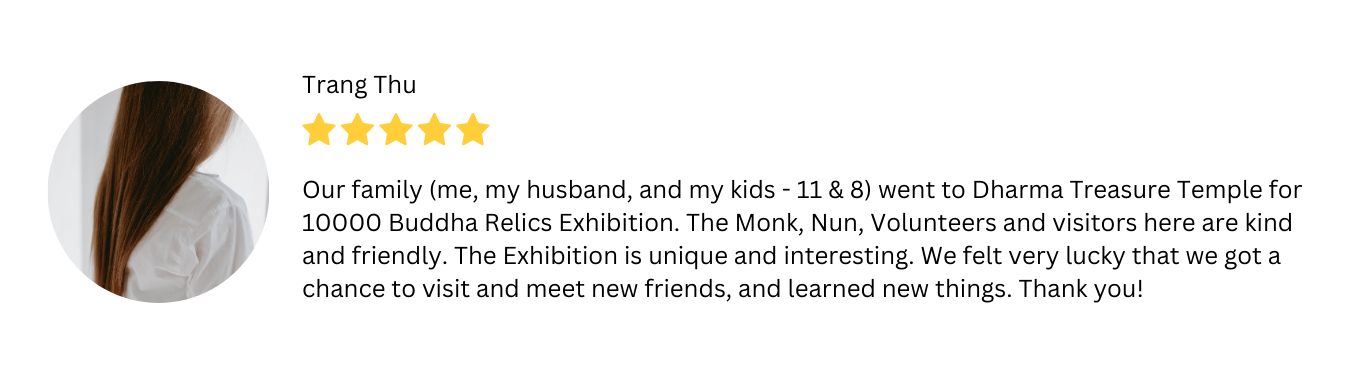 Trang Thu
Our family (me, my husband, and my kids - 11 & 8) went to Dharma Treasure Temple for
10000 Buddha Relics Exhibition. The Monk, Nun, Volunteers and visitors here are kind
and friendly. The Exhibition is unique and interesting. We felt very lucky that we got a
chance to visit and meet new friends, and learned new things. Thank you!